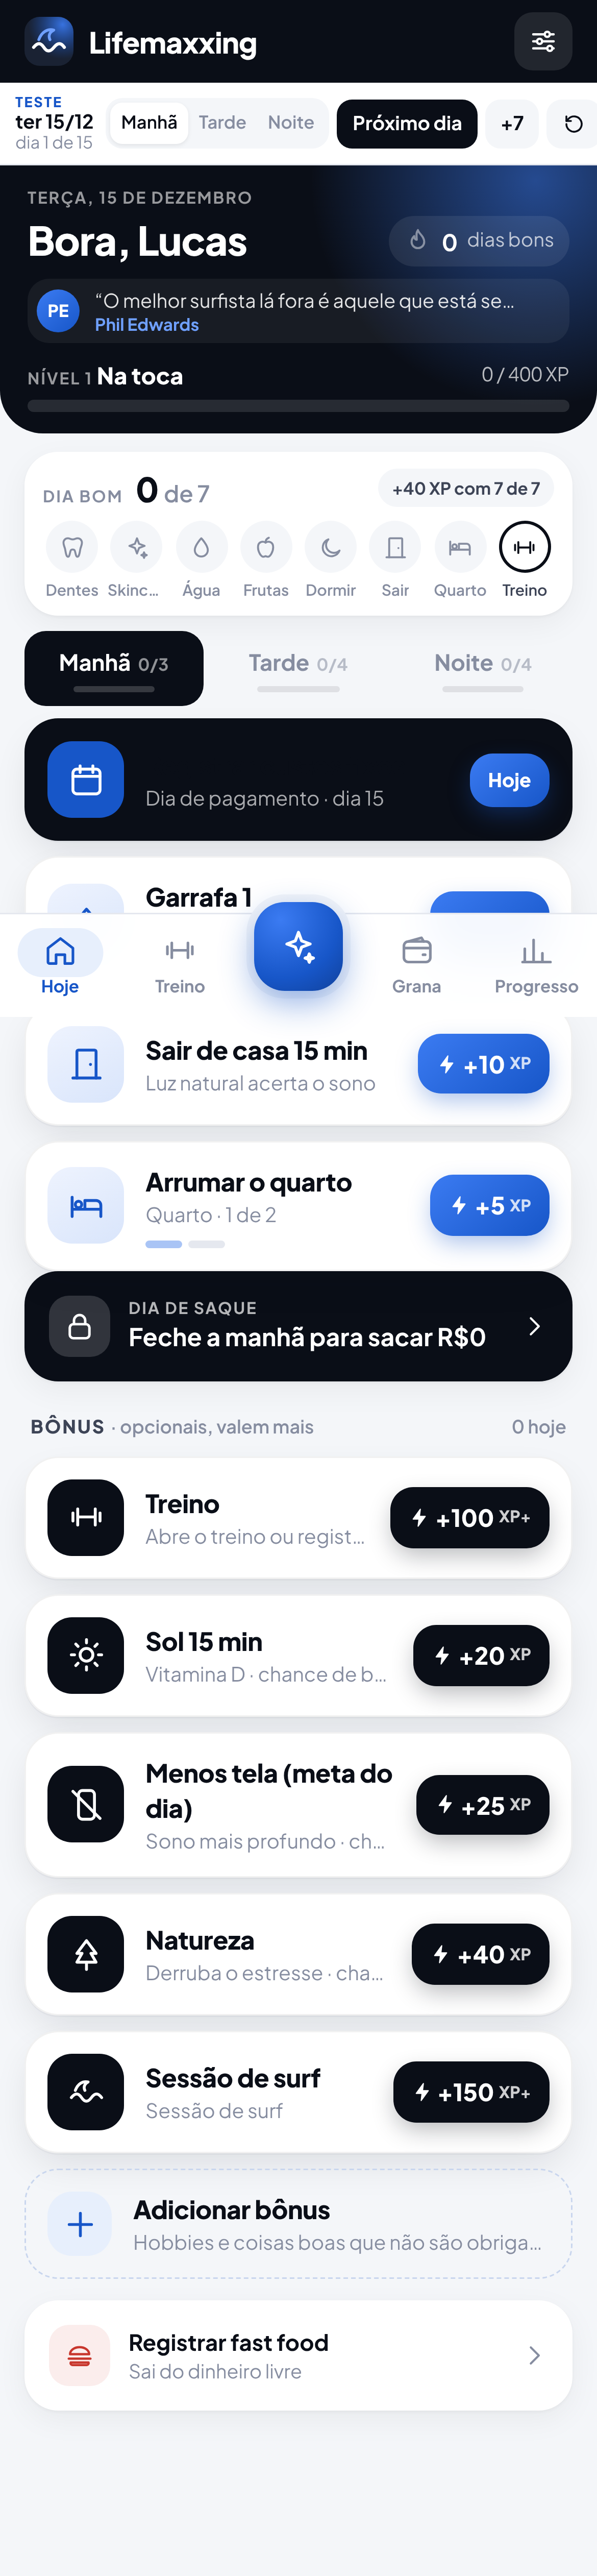 Lifemaxxing
TESTE
ter 15/12
dia 1 de 15
Manhã
Tarde
Noite
Próximo dia
+7
TERÇA, 15 DE DEZEMBRO
Bora, Lucas
0 dias bons
PE
“O melhor surfista lá fora é aquele que está se…
Phil Edwards
NÍVEL 1 Na toca
0 / 400 XP
DIA BOM 0 de 7
+40 XP com 7 de 7
Dentes
Skinc…
Água
Frutas
Dormir
Sair
Quarto
Treino
Manhã 0/3
Tarde 0/4
Noite 0/4
Dia de pagamento · dia 15
Hoje
Garrafa 1
Hoje
Treino
Grana
Progresso
Sair de casa 15 min
Luz natural acerta o sono
+10 XP
Arrumar o quarto
Quarto · 1 de 2
+5 XP
DIA DE SAQUE
Feche a manhã para sacar R$0
BÔNUS · opcionais, valem mais
0 hoje
Treino
Abre o treino ou regist…
+100 XP+
Sol 15 min
Vitamina D · chance de b…
+20 XP
Menos tela (meta do
dia)
Sono mais profundo · ch…
+25 XP
Natureza
Derruba o estresse · cha…
+40 XP
Sessão de surf
Sessão de surf
+150 XP+
Adicionar bônus
Hobbies e coisas boas que não são obriga…
Registrar fast food
Sai do dinheiro livre